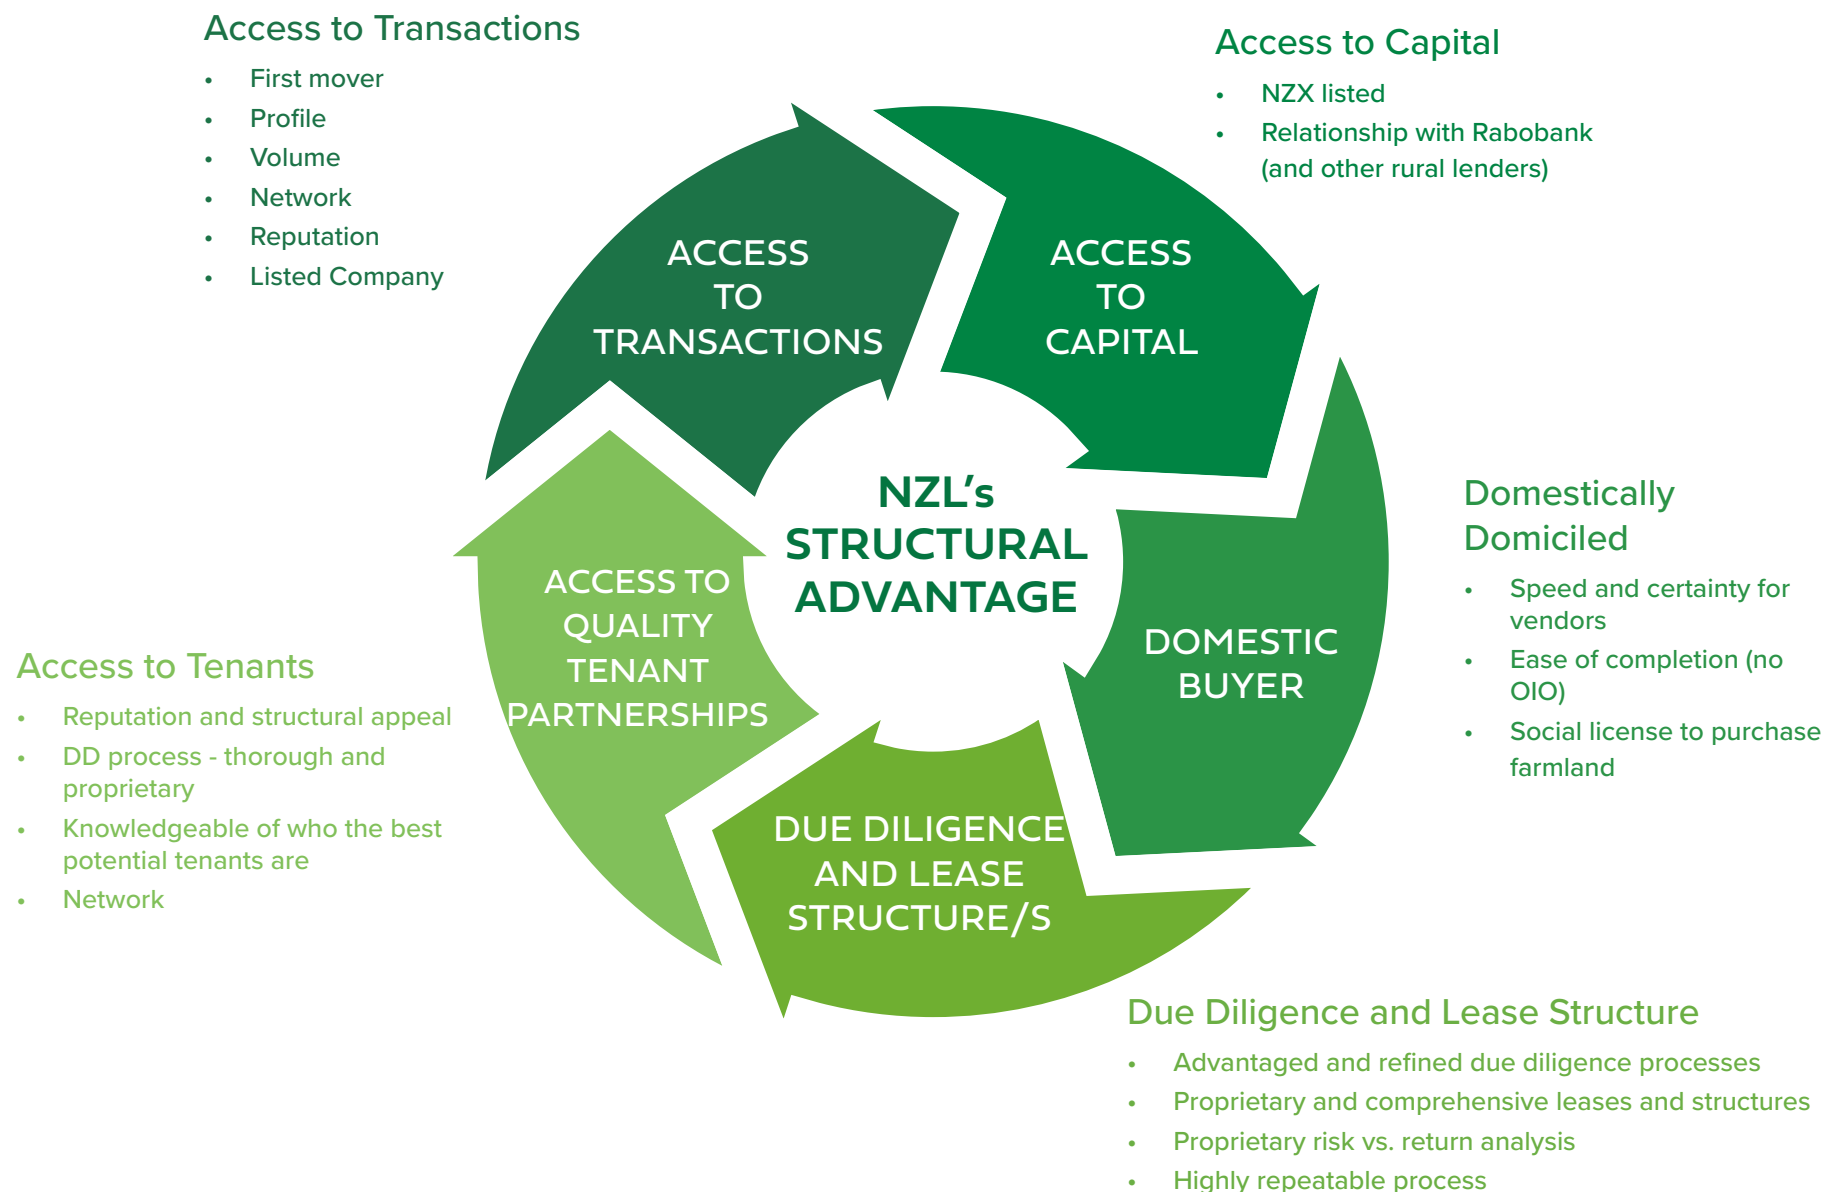 Access to Transactions
• First mover
• Profile
• Volume
• Network
• Reputation
• Listed Company
Access to Capital
• NZX listed
• Relationship with Rabobank
(and other rural lenders)
ACCESS
TO
TRANSACTIONS
ACCESS
TO
CAPITAL
NZL’s
STRUCTURAL
ADVANTAGE
Domestically
Domiciled
• Speed and certainty for
vendors
• Ease of completion (no
OIO)
• Social license to purchase
farmland
ACCESS TO
QUALITY
TENANT
PARTNERSHIPS
DOMESTIC
BUYER
Access to Tenants
• Reputation and structural appeal
• DD process - thorough and
proprietary
• Knowledgeable of who the best
potential tenants are
• Network
DUE DILIGENCE
AND LEASE
STRUCTURE/S
Due Diligence and Lease Structure
• Advantaged and refined due diligence processes
• Proprietary and comprehensive leases and structures
• Proprietary risk vs. return analysis
• Highly repeatable process